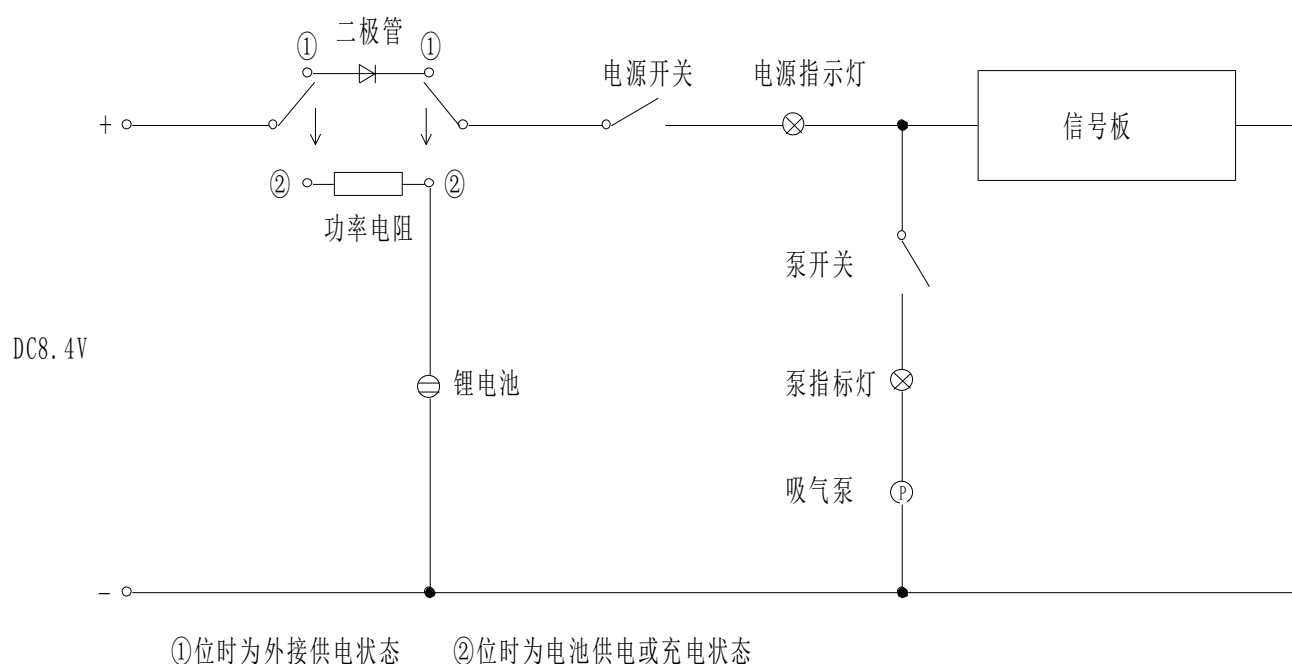 二极管
① ①
电源开关 电源指示灯
+ 信号板
② ②
功率电阻
泵开关
DC8.4V
锂电池 泵指标灯
吸气泵 P
-
①位时为外接供电状态 ②位时为电池供电或充电状态